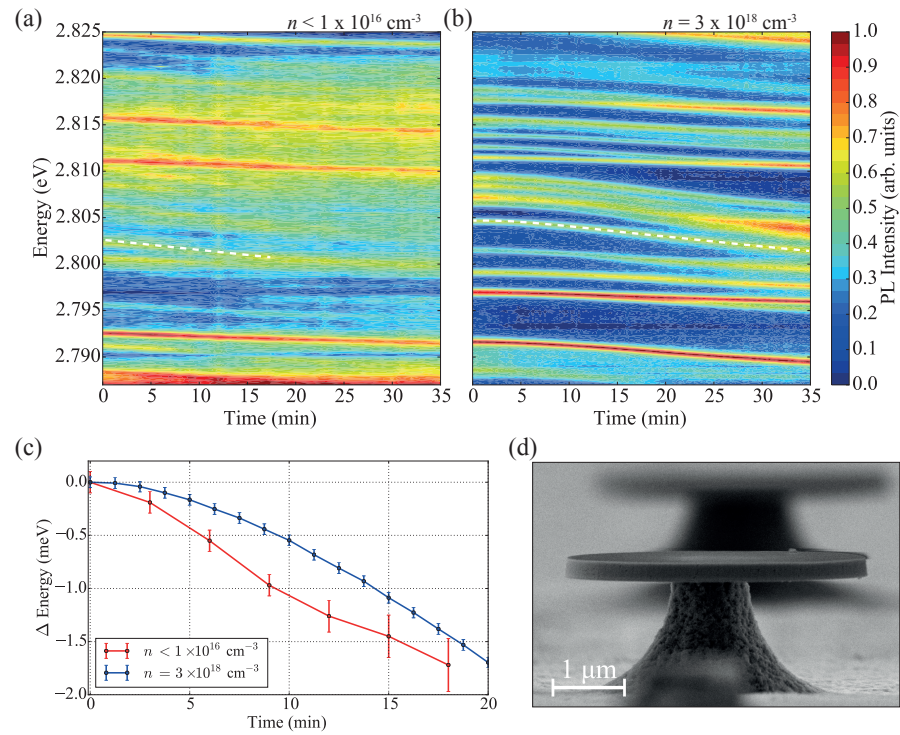 (a)
n < 1 x 10¹⁶ cm⁻³
(b)
n = 3 x 10¹⁸ cm⁻³
2.825
2.820
2.815
2.810
2.805
2.800
2.795
2.790
Energy (eV)
0 5 10 15 20 25 30 35
Time (min)
0 5 10 15 20 25 30 35
Time (min)
1.0
0.9
0.8
0.7
0.6
0.5
0.4
0.3
0.2
0.1
0.0
PL Intensity (arb. units)
(c)
0.0
−0.5
−1.0
−1.5
−2.0
Δ Energy (meV)
n < 1×10¹⁶ cm⁻³
n = 3×10¹⁸ cm⁻³
0 5 10 15 20
Time (min)
(d)
1 μm